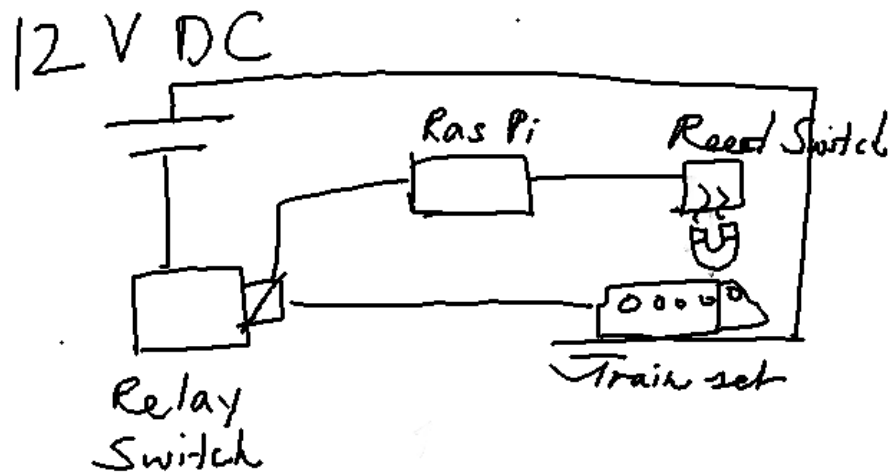 12 V DC
Ras Pi
Reed Switch
Relay
Switch
Train set